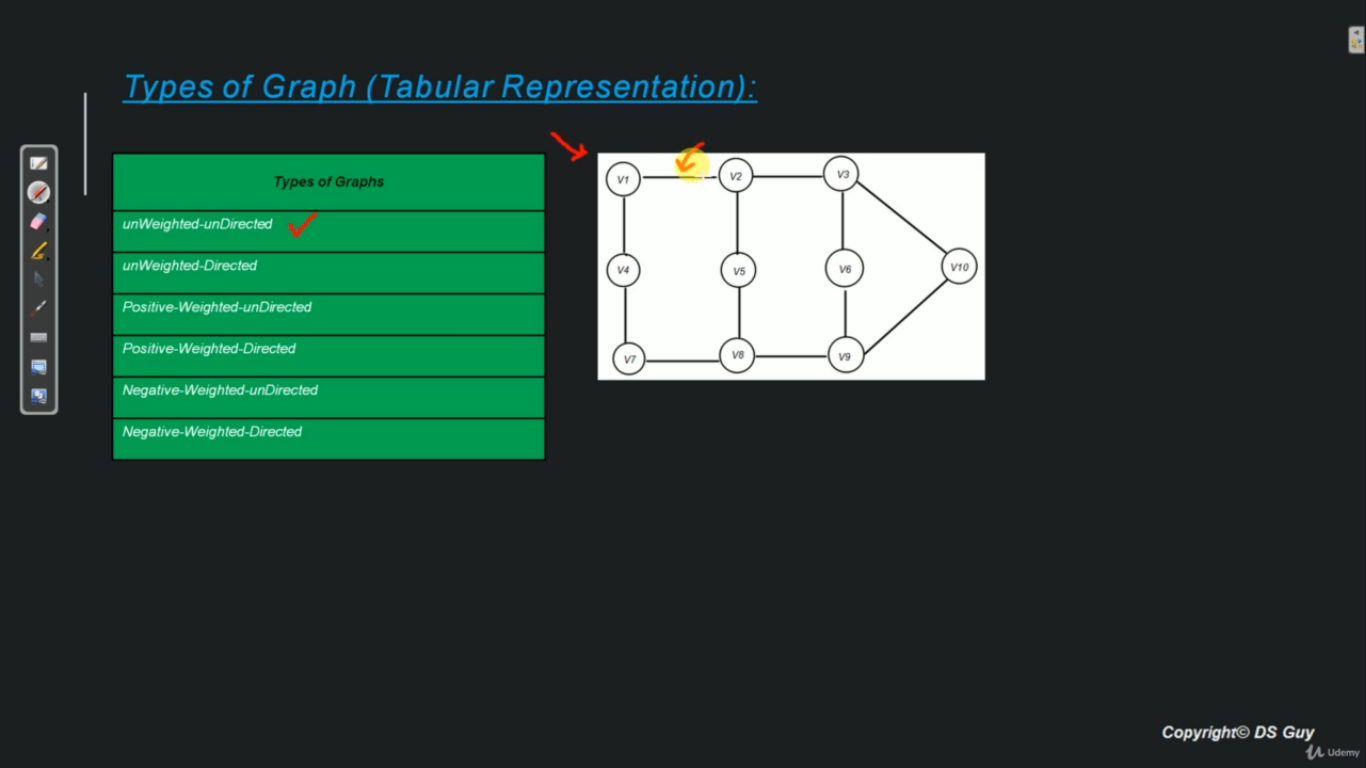 Types of Graph (Tabular Representation):
Types of Graphs
unWeighted-unDirected
unWeighted-Directed
Positive-Weighted-unDirected
Positive-Weighted-Directed
Negative-Weighted-unDirected
Negative-Weighted-Directed
V1 V2 V3
V4 V5 V6 V10
V7 V8 V9
Copyright© DS Guy
Udemy